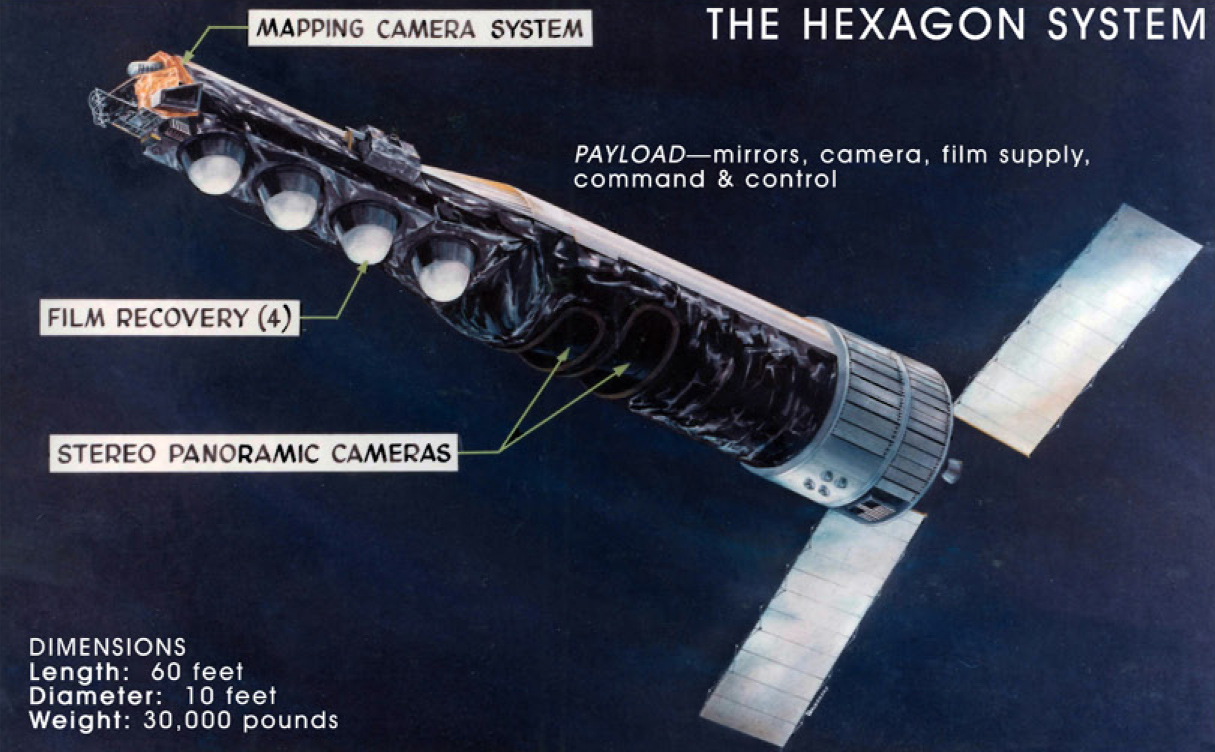 THE HEXAGON SYSTEM
MAPPING CAMERA SYSTEM
PAYLOAD—mirrors, camera, film supply,
command & control
FILM RECOVERY (4)
STEREO PANORAMIC CAMERAS
DIMENSIONS
Length: 60 feet
Diameter: 10 feet
Weight: 30,000 pounds